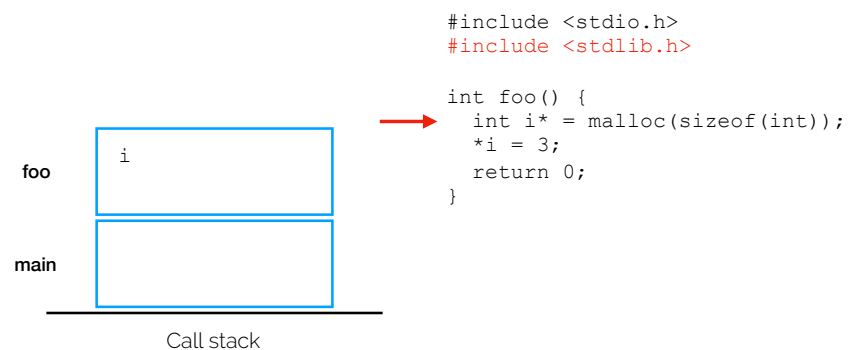 #include <stdio.h>
#include <stdlib.h>
int foo() {
int i* = malloc(sizeof(int));
*i = 3;
return 0;
}
i
foo
main
Call stack